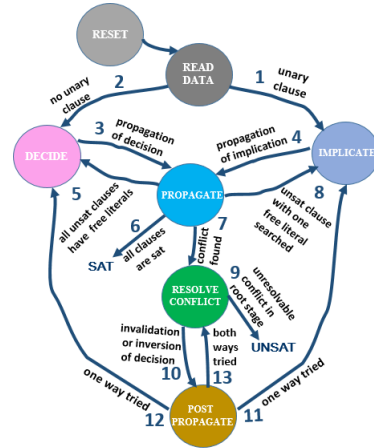 RESET
READ
DATA
no unary
clause
2
1
unary
clause
3
propagation
of decision
propagation
of implication
4
DECIDE
IMPLICATE
PROPAGATE
5
all unsat clauses
have free literals
6
all clauses
are sat
SAT
7
conflict
found
8
unsat clause
with one
free literal
searched
RESOLVE
CONFLICT
9
unresolvable
conflict in
root stage
UNSAT
invalidation
or inversion
of decision
10
both
ways
tried
13
one way tried
12
one way tried
11
POST
PROPAGATE